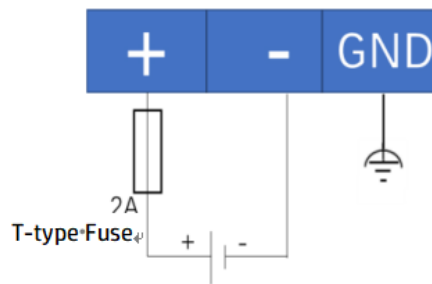 + - GND
2A
T-type Fuse
+ -